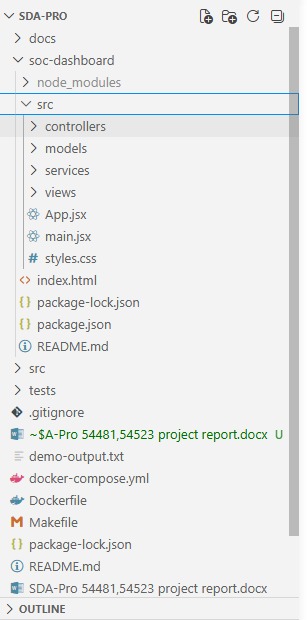 SDA-PRO
docs
soc-dashboard
node_modules
src
controllers
models
services
views
App.jsx
main.jsx
# styles.css
<> index.html
{} package-lock.json
{} package.json
README.md
src
tests
.gitignore
~$A-Pro 54481,54523 project report.docx U
demo-output.txt
docker-compose.yml
Dockerfile
Makefile
package-lock.json
README.md
SDA-Pro 54481,54523 project report.docx
OUTLINE